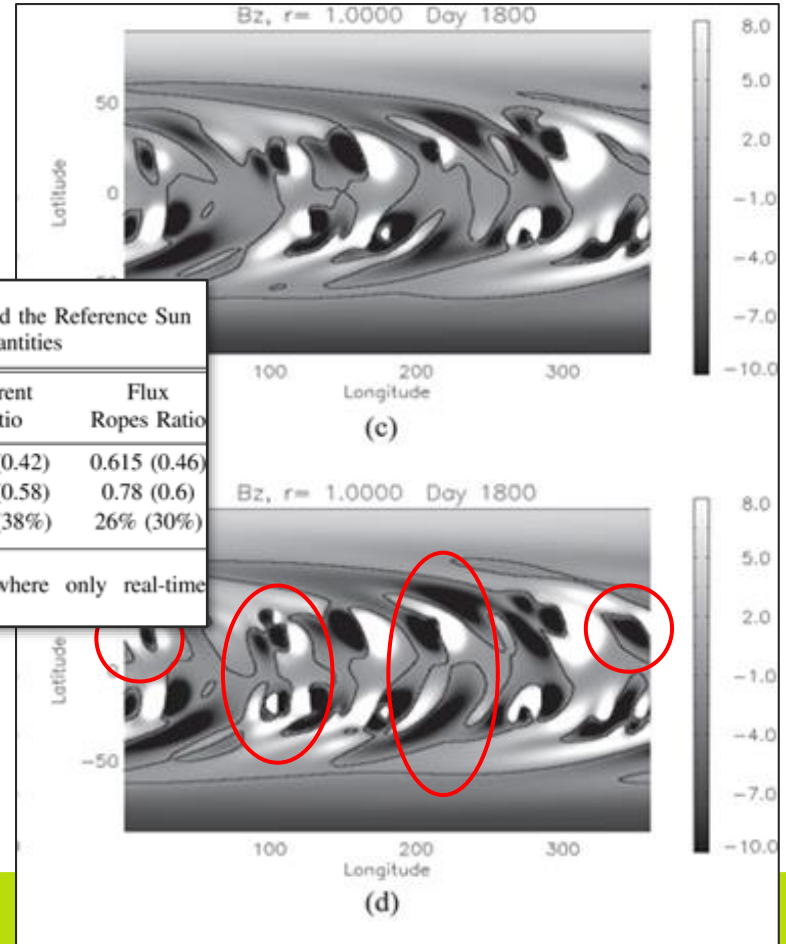 Bz, r= 1.0000 Day 1800
8.0
5.0
2.0
-1.0
-4.0
-7.0
-10.0
50
0
Latitude
100
200
300
Longitude
(c)
d the Reference Sun
antities
rent
Flux
tio
Ropes Ratio
(0.42)
0.615 (0.46)
(0.58)
0.78 (0.6)
(38%)
26% (30%)
where only real-time
Bz, r= 1.0000 Day 1800
8.0
5.0
2.0
-1.0
-4.0
-7.0
-10.0
Latitude
-50
100
200
300
Longitude
(d)